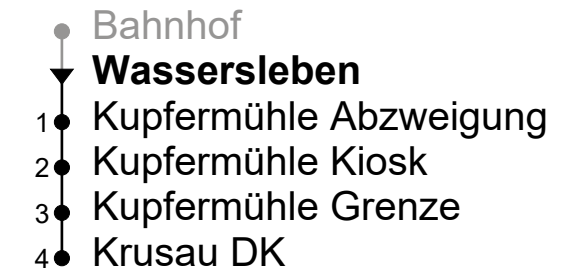 Bahnhof
Wassersleben
1 Kupfermühle Abzweigung
2 Kupfermühle Kiosk
3 Kupfermühle Grenze
4 Krusau DK